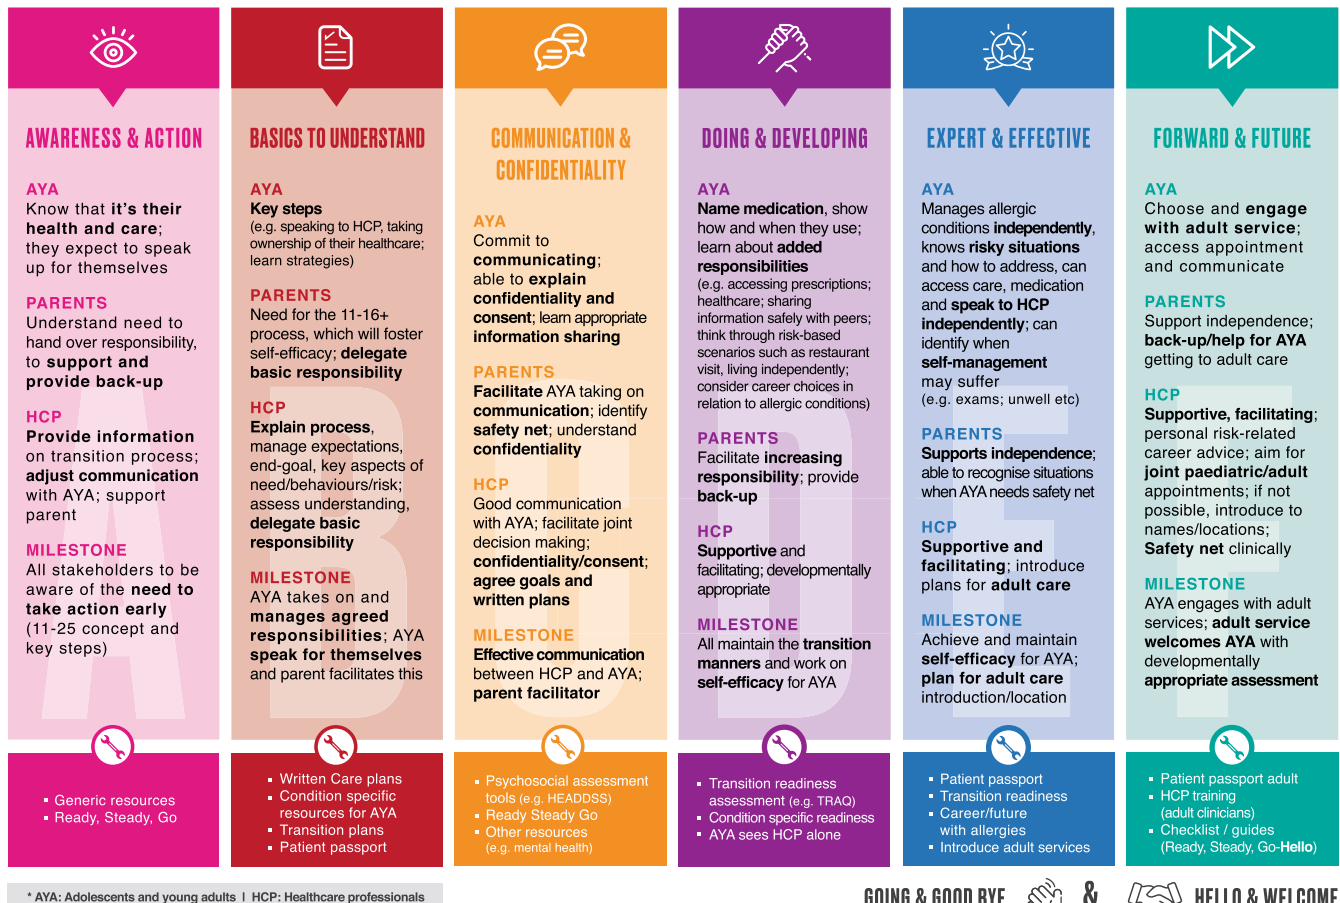 AWARENESS & ACTION
AYA
Know that it's their
health and care;
they expect to speak
up for themselves
PARENTS
Understand need to
hand over responsibility,
to support and
provide back-up
HCP
Provide information
on transition process;
adjust communication
with AYA; support
parent
MILESTONE
All stakeholders to be
aware of the need to
take action early
(11-25 concept and
key steps)
▪ Generic resources
▪ Ready, Steady, Go
BASICS TO UNDERSTAND
AYA
Key steps
(e.g. speaking to HCP, taking
ownership of their healthcare;
learn strategies)
PARENTS
Need for the 11-16+
process, which will foster
self-efficacy; delegate
basic responsibility
HCP
Explain process,
manage expectations,
end-goal, key aspects of
need/behaviours/risk;
assess understanding,
delegate basic
responsibility
MILESTONE
AYA takes on and
manages agreed
responsibilities; AYA
speak for themselves
and parent facilitates this
▪ Written Care plans
▪ Condition specific
resources for AYA
▪ Transition plans
▪ Patient passport
COMMUNICATION &
CONFIDENTIALITY
AYA
Commit to
communicating;
able to explain
confidentiality and
consent; learn appropriate
information sharing
PARENTS
Facilitate AYA taking on
communication; identify
safety net; understand
confidentiality
HCP
Good communication
with AYA; facilitate joint
decision making;
confidentiality/consent;
agree goals and
written plans
MILESTONE
Effective communication
between HCP and AYA;
parent facilitator
▪ Psychosocial assessment
tools (e.g. HEADDSS)
▪ Ready Steady Go
▪ Other resources
(e.g. mental health)
DOING & DEVELOPING
AYA
Name medication, show
how and when they use;
learn about added
responsibilities
(e.g. accessing prescriptions;
healthcare; sharing
information safely with peers;
think through risk-based
scenarios such as restaurant
visit, living independently;
consider career choices in
relation to allergic conditions)
PARENTS
Facilitate increasing
responsibility; provide
back-up
HCP
Supportive and
facilitating; developmentally
appropriate
MILESTONE
All maintain the transition
manners and work on
self-efficacy for AYA
▪ Transition readiness
assessment (e.g. TRAQ)
▪ Condition specific readiness
▪ AYA sees HCP alone
EXPERT & EFFECTIVE
AYA
Manages allergic
conditions independently,
knows risky situations
and how to address, can
access care, medication
and speak to HCP
independently; can
identify when
self-management
may suffer
(e.g. exams; unwell etc)
PARENTS
Supports independence;
able to recognise situations
when AYA needs safety net
HCP
Supportive and
facilitating; introduce
plans for adult care
MILESTONE
Achieve and maintain
self-efficacy for AYA;
plan for adult care
introduction/location
▪ Patient passport
▪ Transition readiness
▪ Career/future
with allergies
▪ Introduce adult services
FORWARD & FUTURE
AYA
Choose and engage
with adult service;
access appointment
and communicate
PARENTS
Support independence;
back-up/help for AYA
getting to adult care
HCP
Supportive, facilitating;
personal risk-related
career advice; aim for
joint paediatric/adult
appointments; if not
possible, introduce to
names/locations;
Safety net clinically
MILESTONE
AYA engages with adult
services; adult service
welcomes AYA with
developmentally
appropriate assessment
▪ Patient passport adult
▪ HCP training
(adult clinicians)
▪ Checklist / guides
(Ready, Steady, Go-Hello)
A
B
C
D
E
F
* AYA: Adolescents and young adults I HCP: Healthcare professionals
GOING & GOOD BYE & HELLO & WELCOME